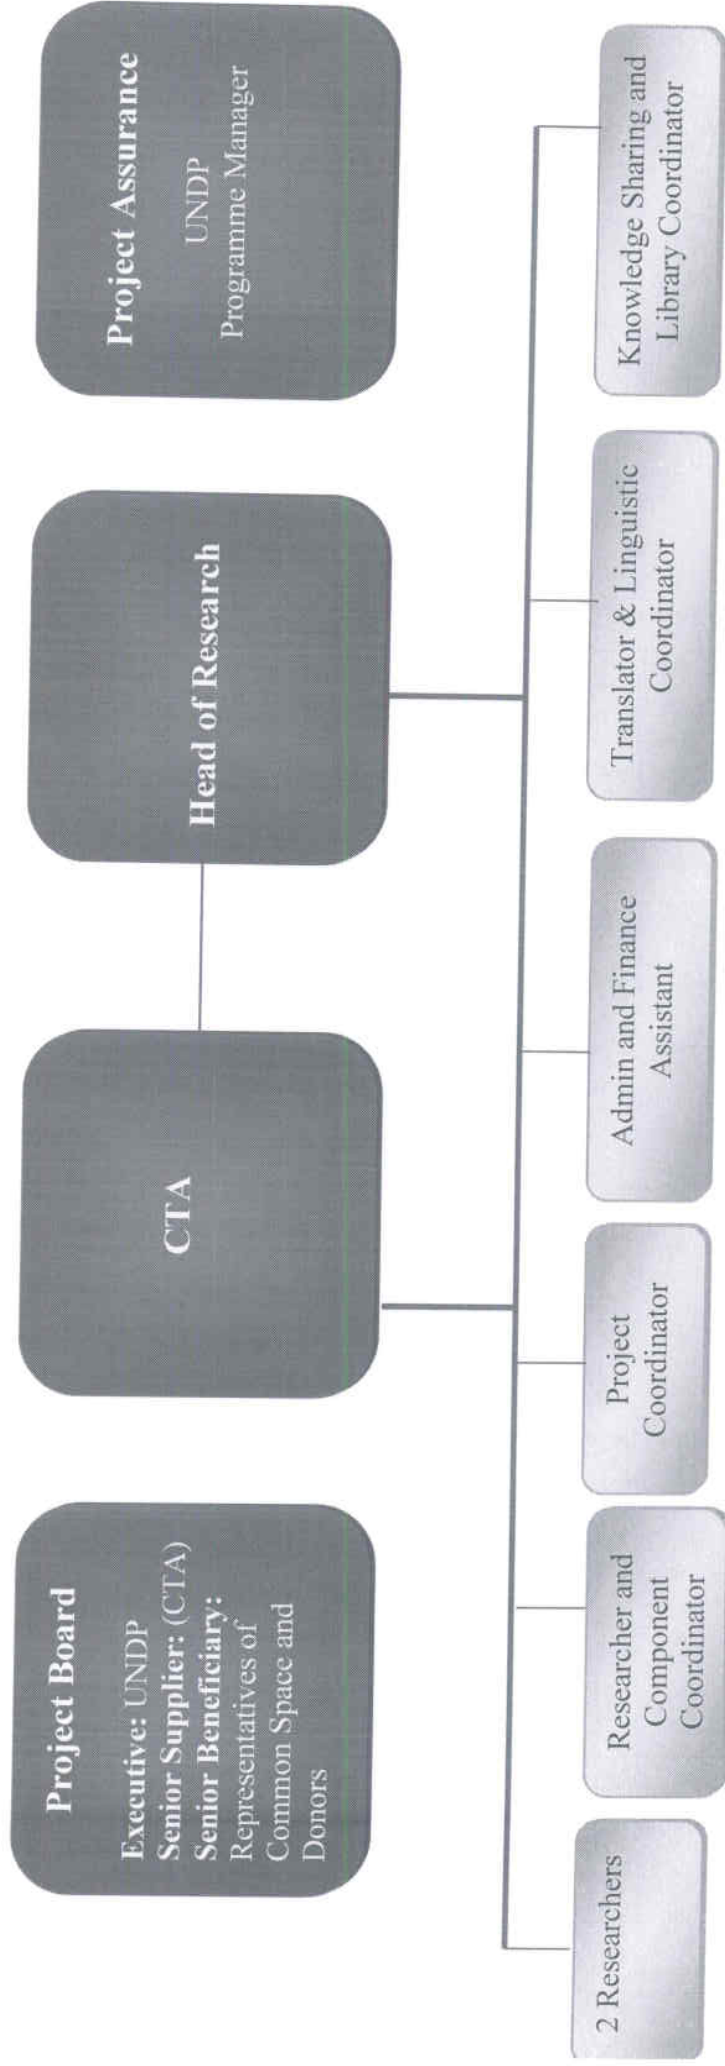 Project Board
Executive: UNDP
Senior Supplier: (CTA)
Senior Beneficiary:
Representatives of
Common Space and
Donors
CTA
Head of Research
Project Assurance
UNDP
Programme Manager
2 Researchers
Researcher and
Component
Coordinator
Project
Coordinator
Admin and Finance
Assistant
Translator & Linguistic
Coordinator
Knowledge Sharing and
Library Coordinator